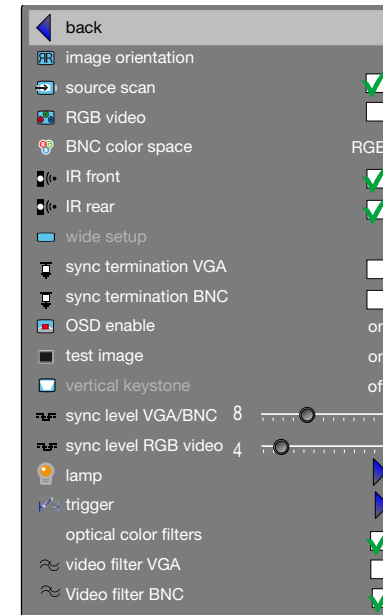 back
image orientation
source scan
RGB video
BNC color space RGB
IR front
IR rear
wide setup
sync termination VGA
sync termination BNC
OSD enable
test image
vertical keystone
sync level VGA/BNC 8
sync level RGB video 4
lamp
trigger
optical color filters
video filter VGA
Video filter BNC